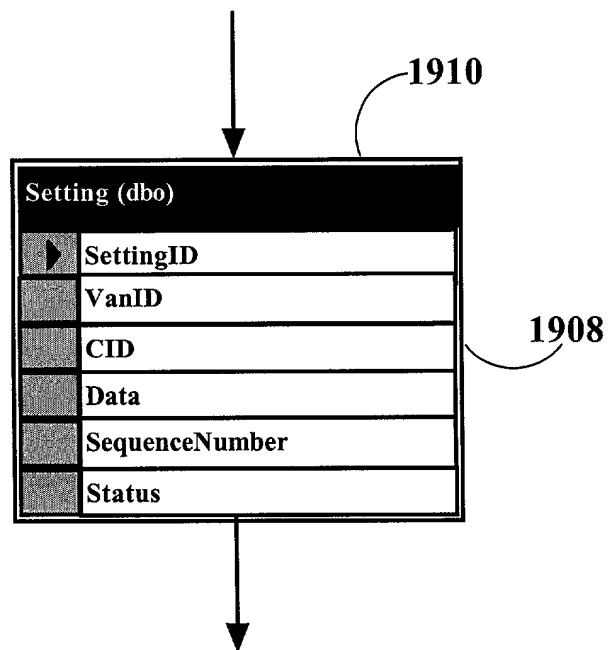 1910
Setting (dbo)
SettingID
VanID
CID
1908
Data
SequenceNumber
Status